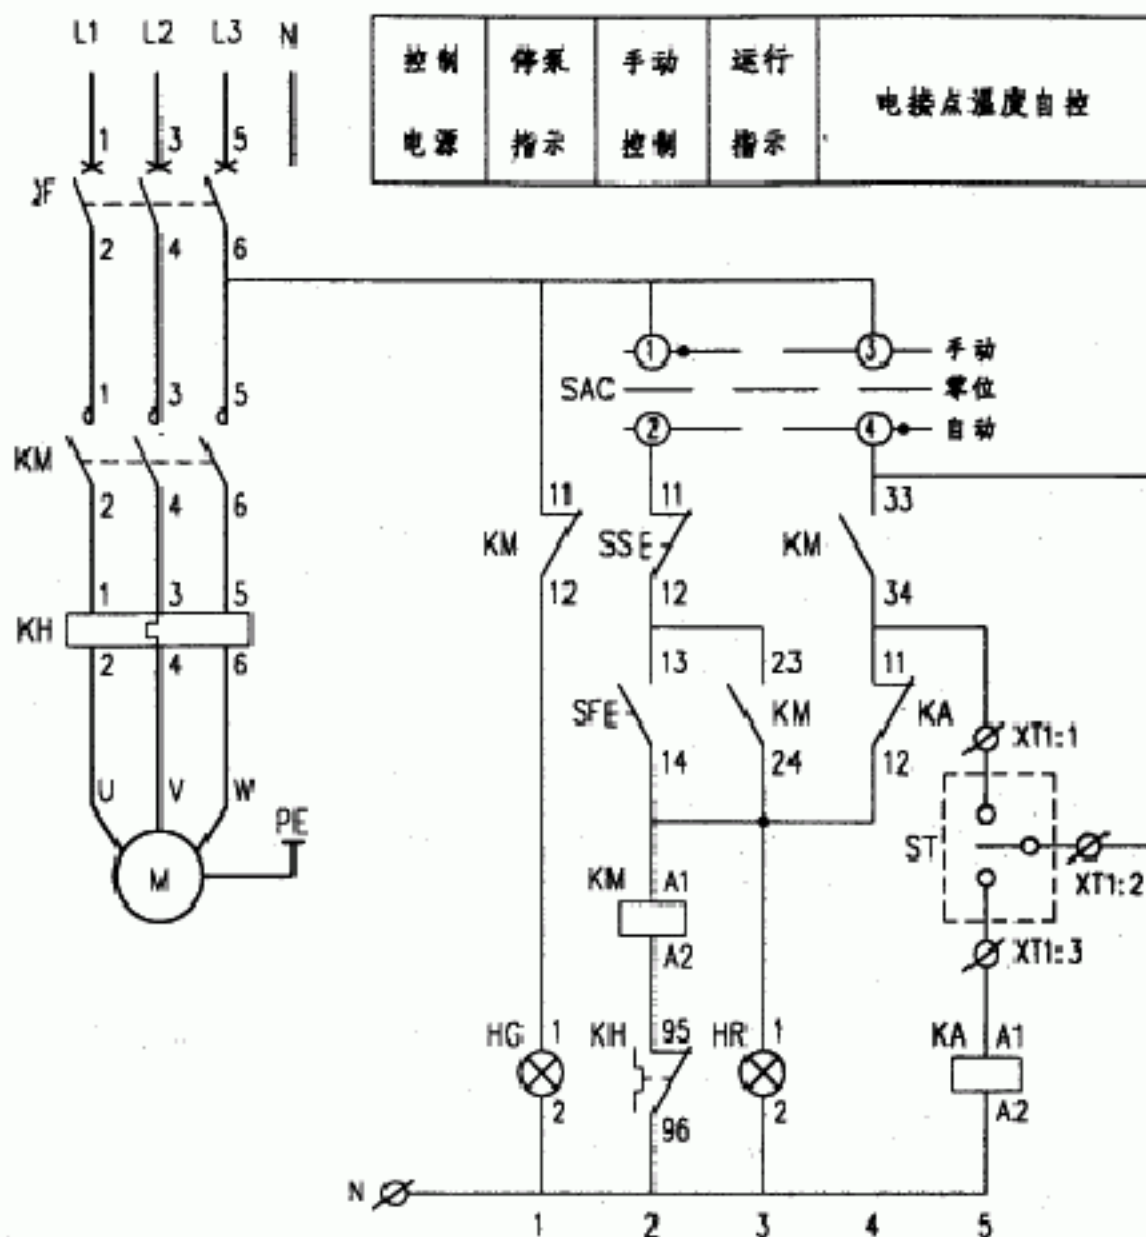 L1 L2 L3 N
控制电源
停泵指示
手动控制
运行指示
电接点温度自控
1 3 5
2 4 6
1 3 5
KM
2 4 6
1 3 5
KH
2 4 6
U V W
PE
M
1 3 手动
SAC 零位
2 4 自动
11 11 33
KM SSE KM
12 12 34
13 23 11
SFE KM KA
14 24 12
XT1:1
ST
XT1:2
KM A1
A2
XT1:3
HG 1 KH 95 HR 1 KA A1
2 96 2 A2
N
1 2 3 4 5